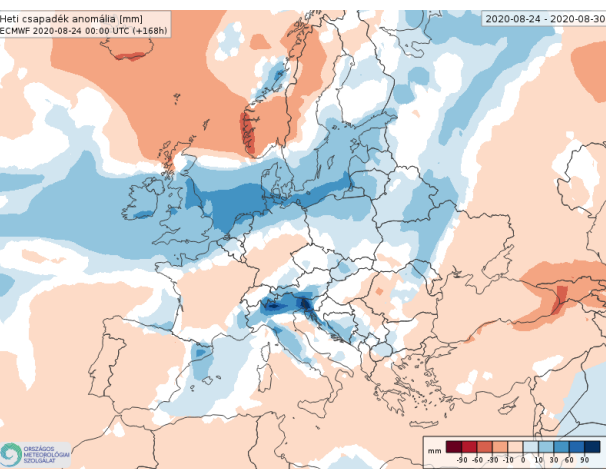 Heti csapadék anomália [mm]
ECMWF 2020-08-24 00:00 UTC (+168h)
2020-08-24 - 2020-08-30
ORSZÁGOS
METEOROLÓGIAI
SZOLGÁLAT
mm
-90 -60 -30 -10 0 10 30 60 90